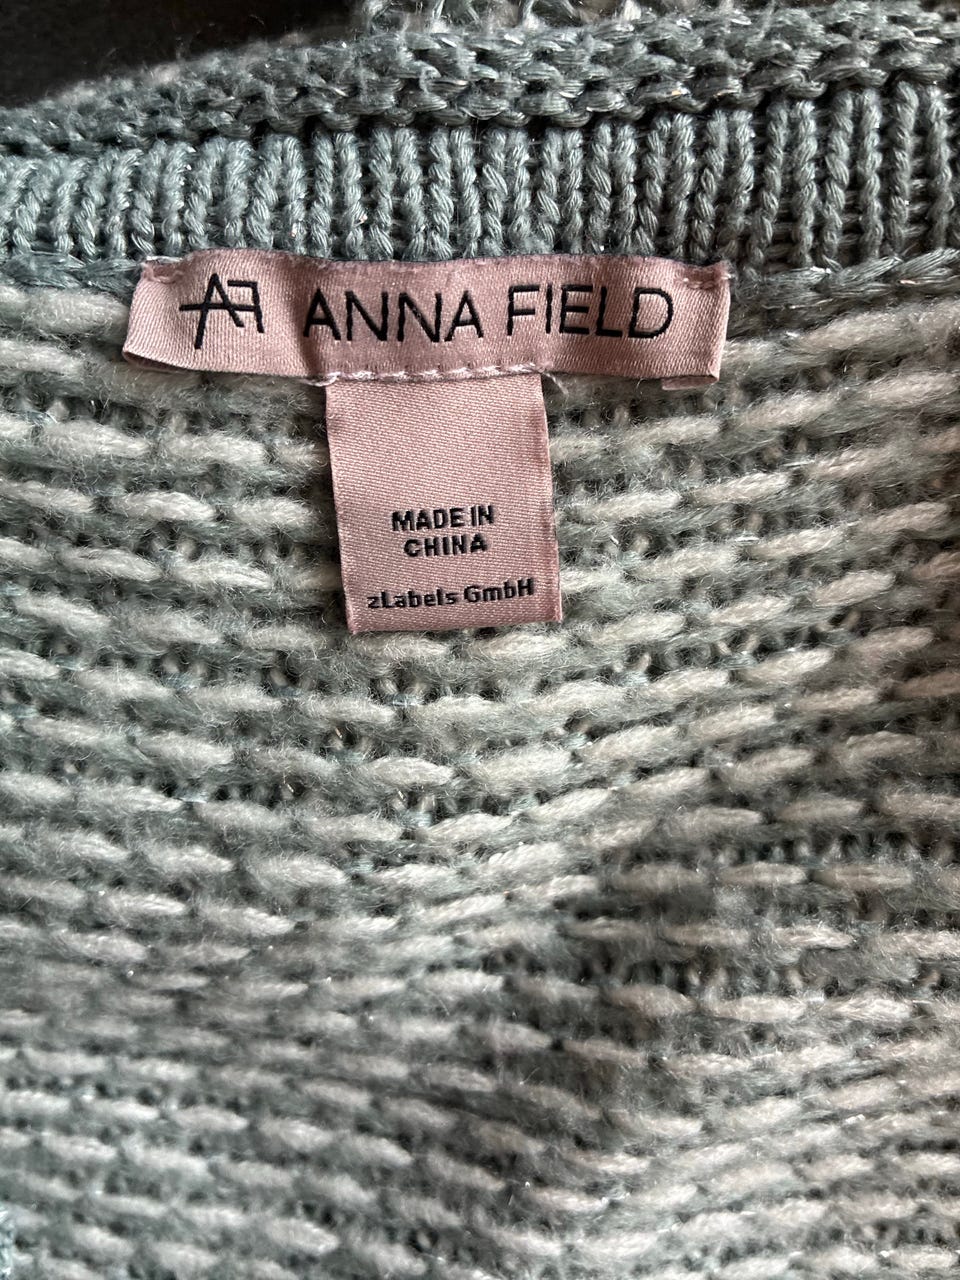 AF ANNA FIELD
MADE IN
CHINA
zLabels GmbH